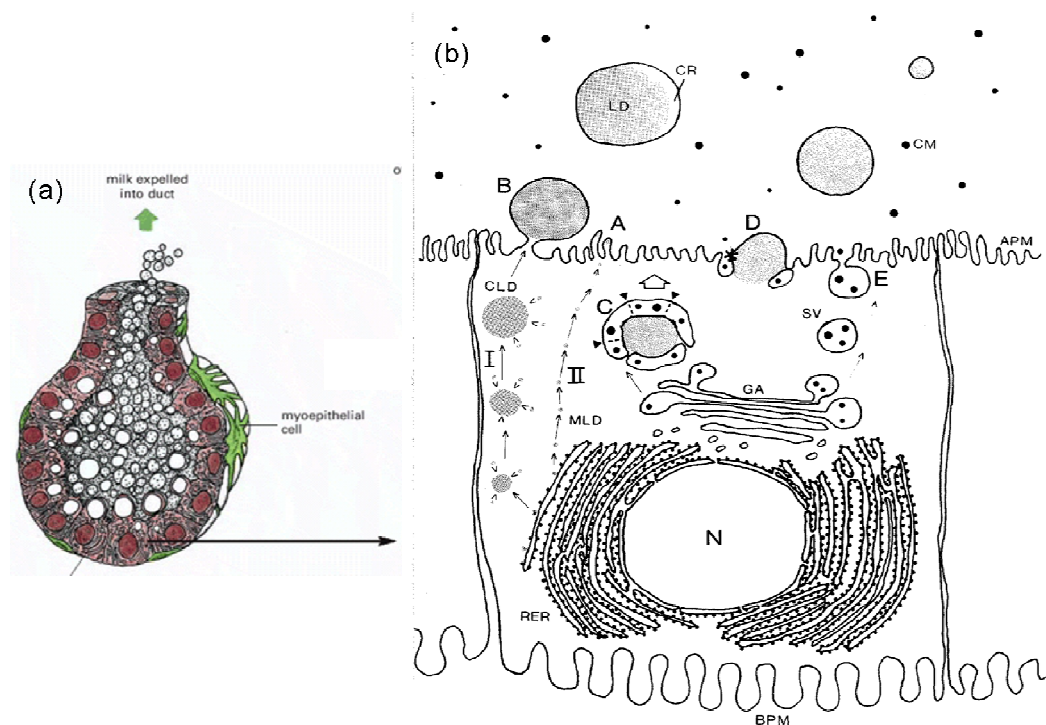 (a)
milk expelled
into duct
myoepithelial
cell
(b)
CR
LD
CM
B
A
D
APM
CLD
C
E
SV
I
II
GA
MLD
N
RER
BPM